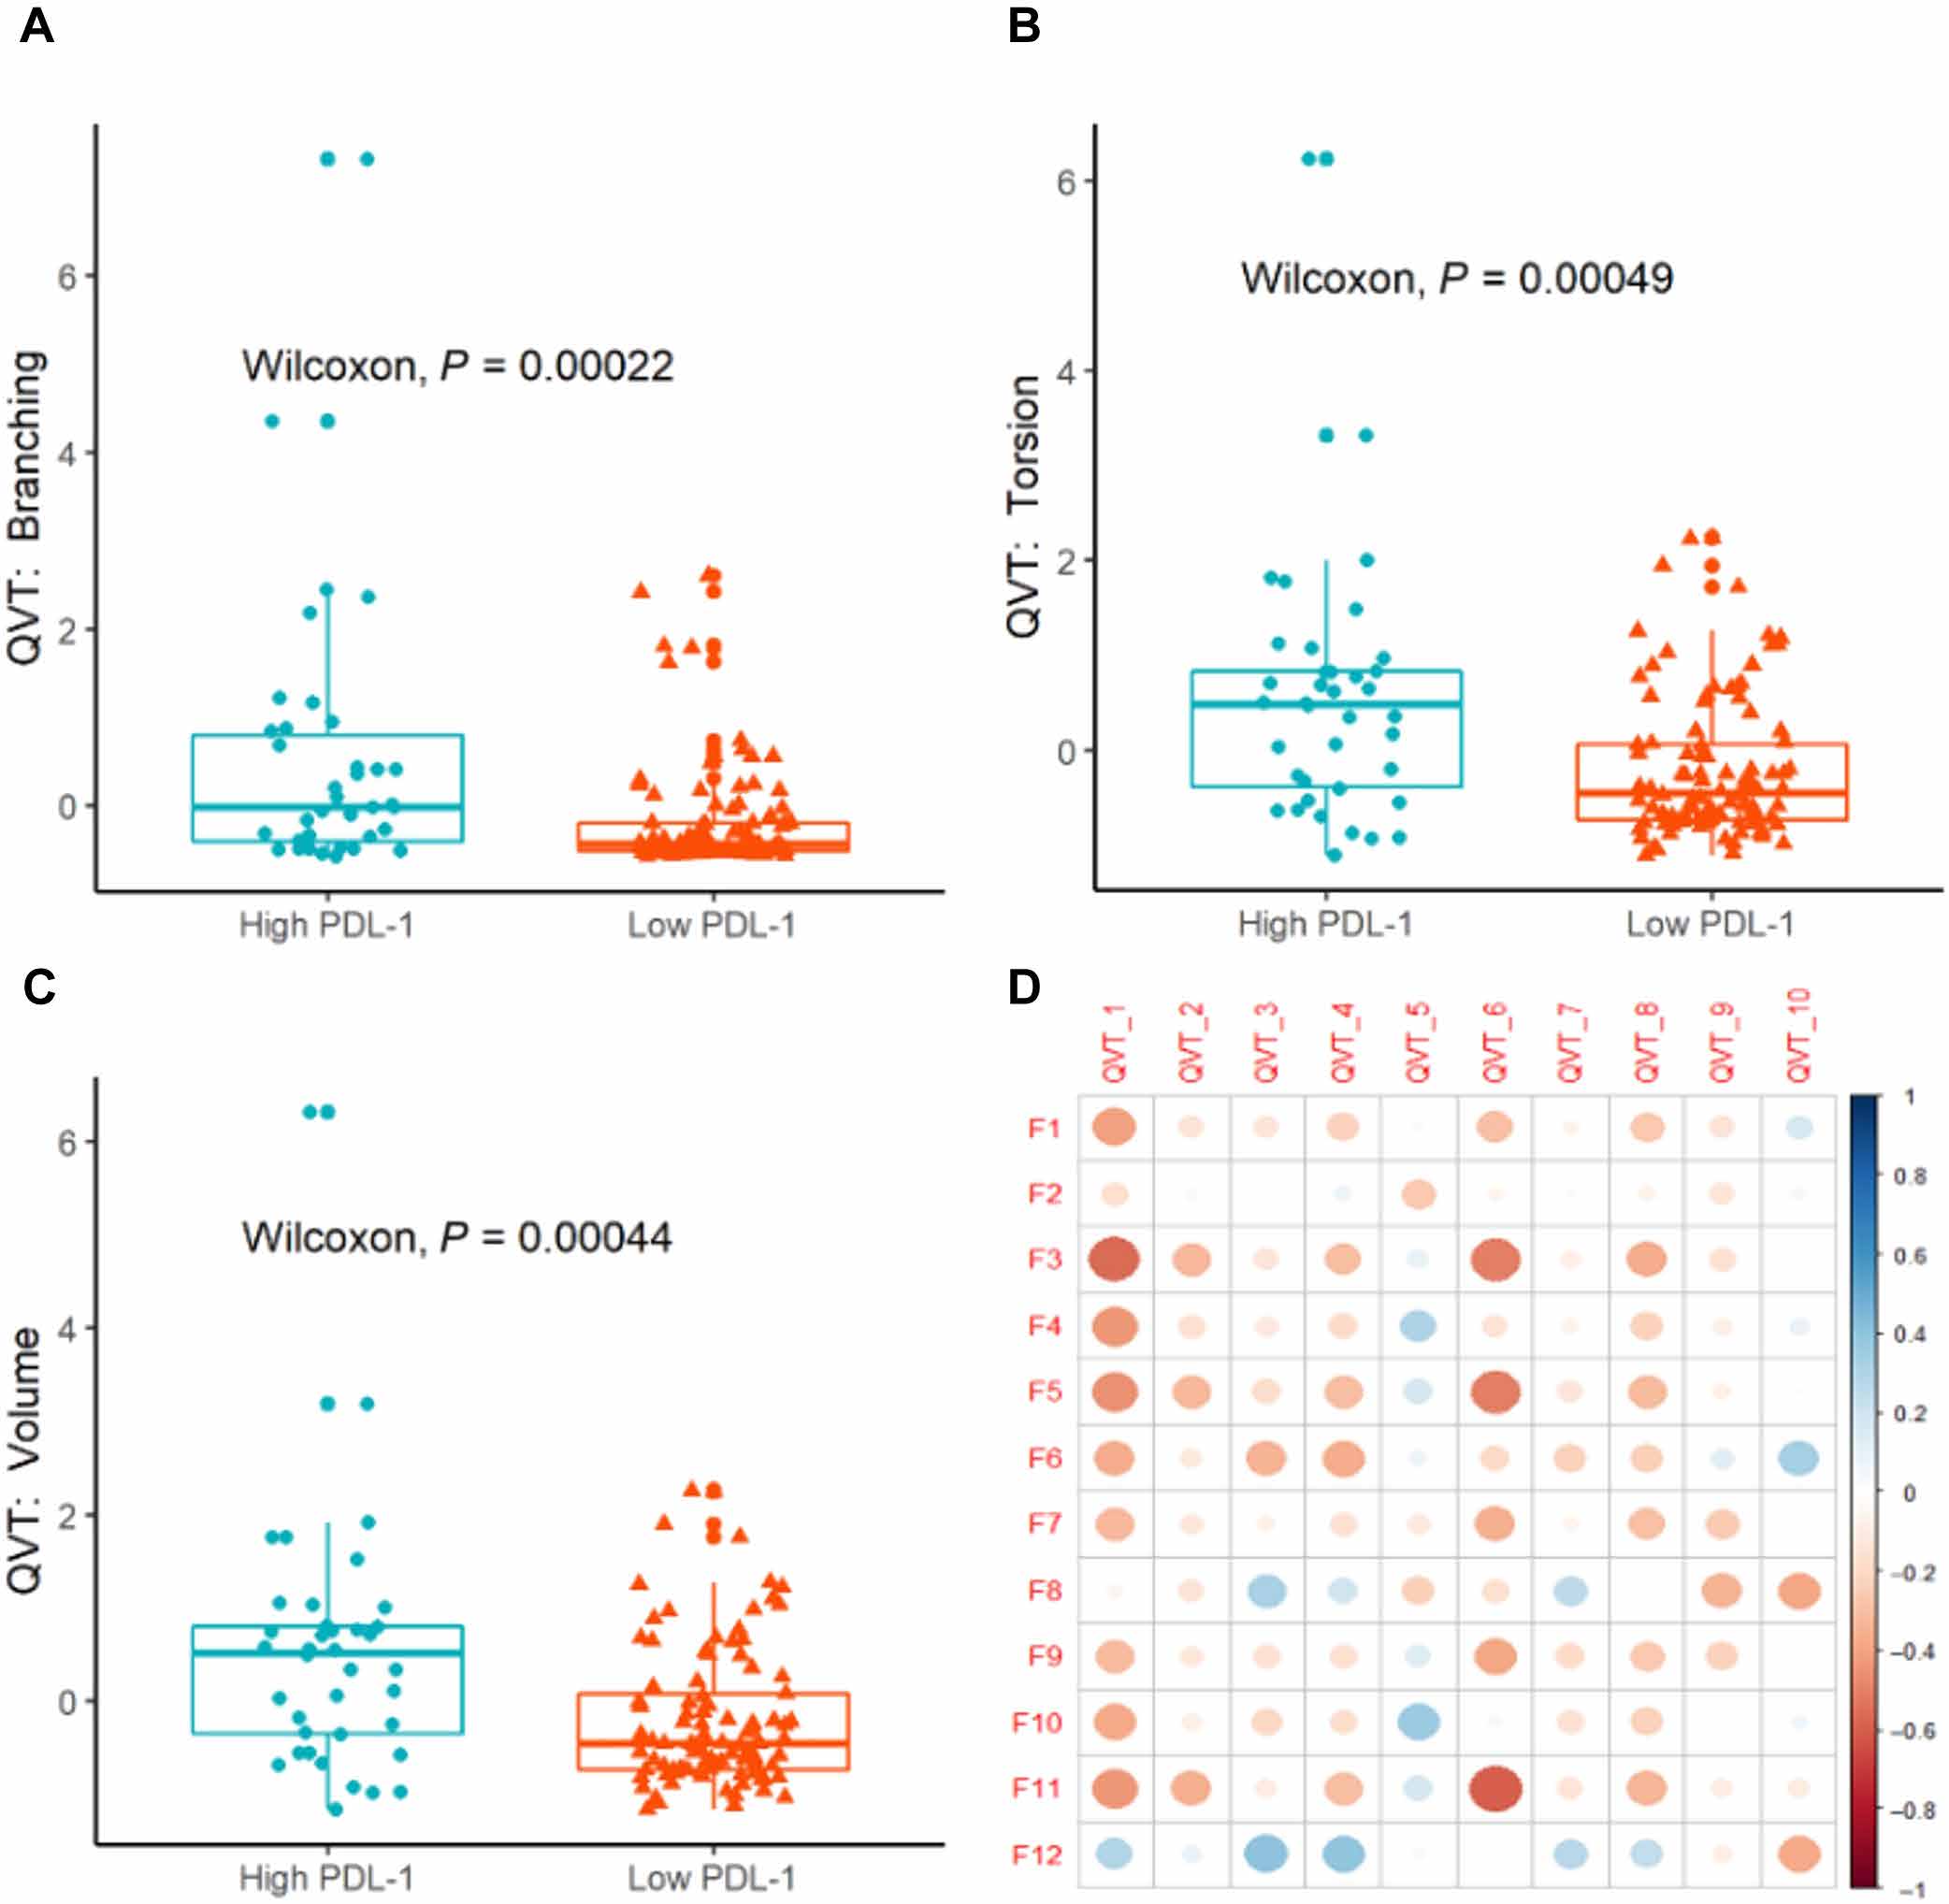 A
QVT: Branching
6
4
2
0
Wilcoxon, P = 0.00022
High PDL-1 Low PDL-1
B
QVT: Torsion
6
4
2
0
Wilcoxon, P = 0.00049
High PDL-1 Low PDL-1
C
QVT: Volume
6
4
2
0
Wilcoxon, P = 0.00044
High PDL-1 Low PDL-1
D
QVT_1 QVT_2 QVT_3 QVT_4 QVT_5 QVT_6 QVT_7 QVT_8 QVT_9 QVT_10
F1
F2
F3
F4
F5
F6
F7
F8
F9
F10
F11
F12
1
0.8
0.6
0.4
0.2
0
–0.2
–0.4
–0.6
–0.8
–1